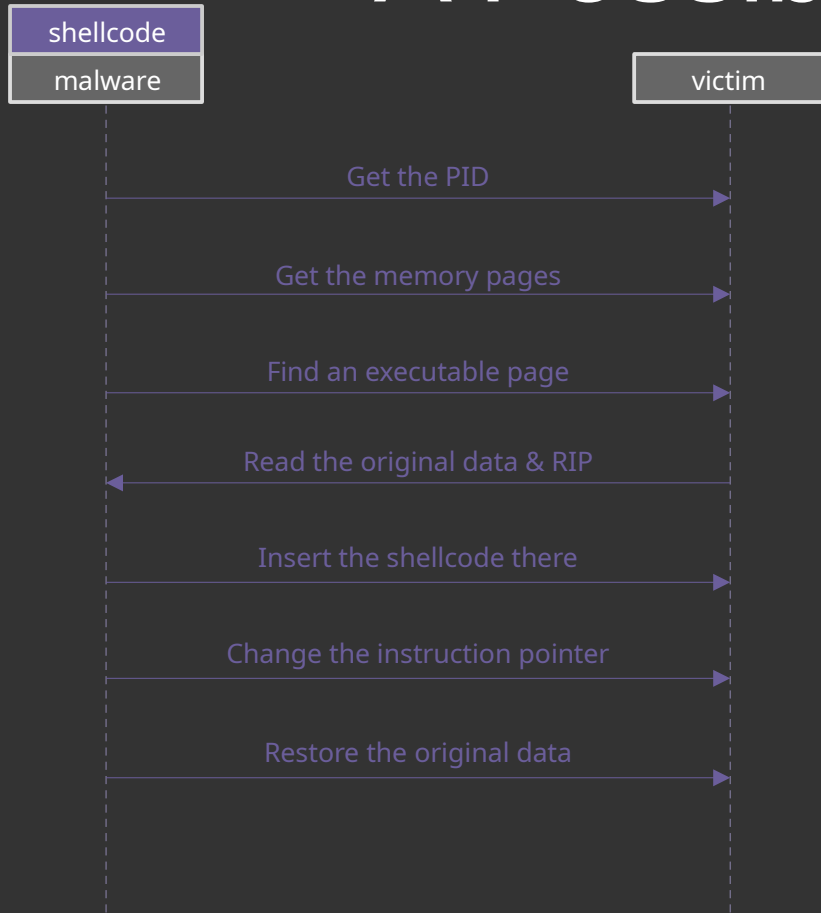 shellcode
malware
victim
Get the PID
Get the memory pages
Find an executable page
Read the original data & RIP
Insert the shellcode there
Change the instruction pointer
Restore the original data